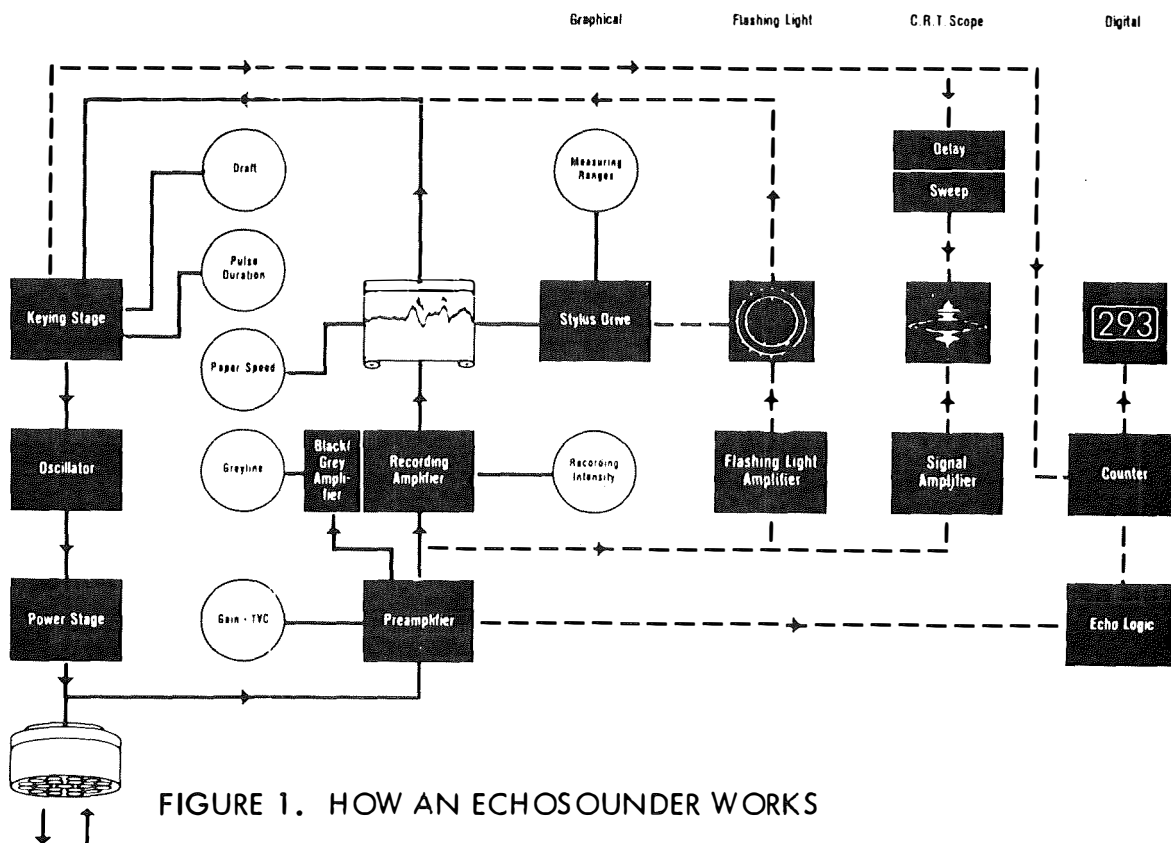 Graphical
Flashing Light
C.R.T. Scope
Digital
Draft
Measuring
Ranges
Delay
Sweep
Pulse
Duration
Keying Stage
Stylus Drive
293
Paper Speed
Oscillator
Greyline
Black/
Grey
Ampli-
fier
Recording
Amplifier
Recording
Intensity
Flashing Light
Amplifier
Signal
Amplifier
Counter
Power Stage
Gain - TVC
Preamplifier
Echo Logic
FIGURE 1. HOW AN ECHOSOUNDER WORKS